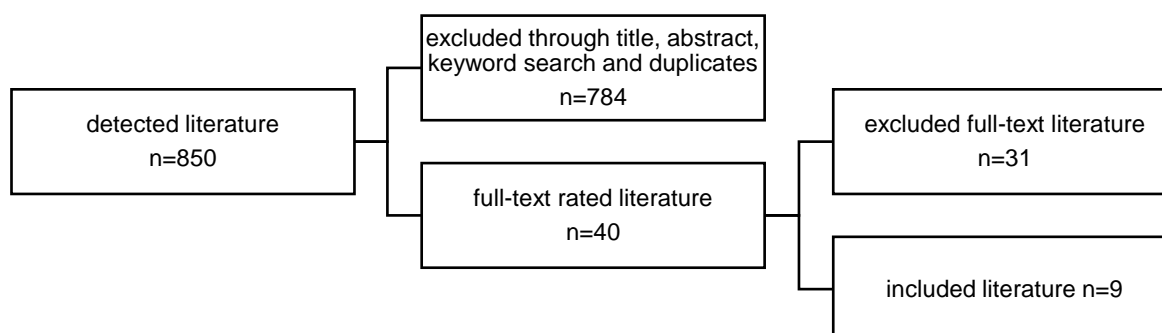 excluded through title, abstract,
keyword search and duplicates
n=784
detected literature
n=850
excluded full-text literature
n=31
full-text rated literature
n=40
included literature n=9